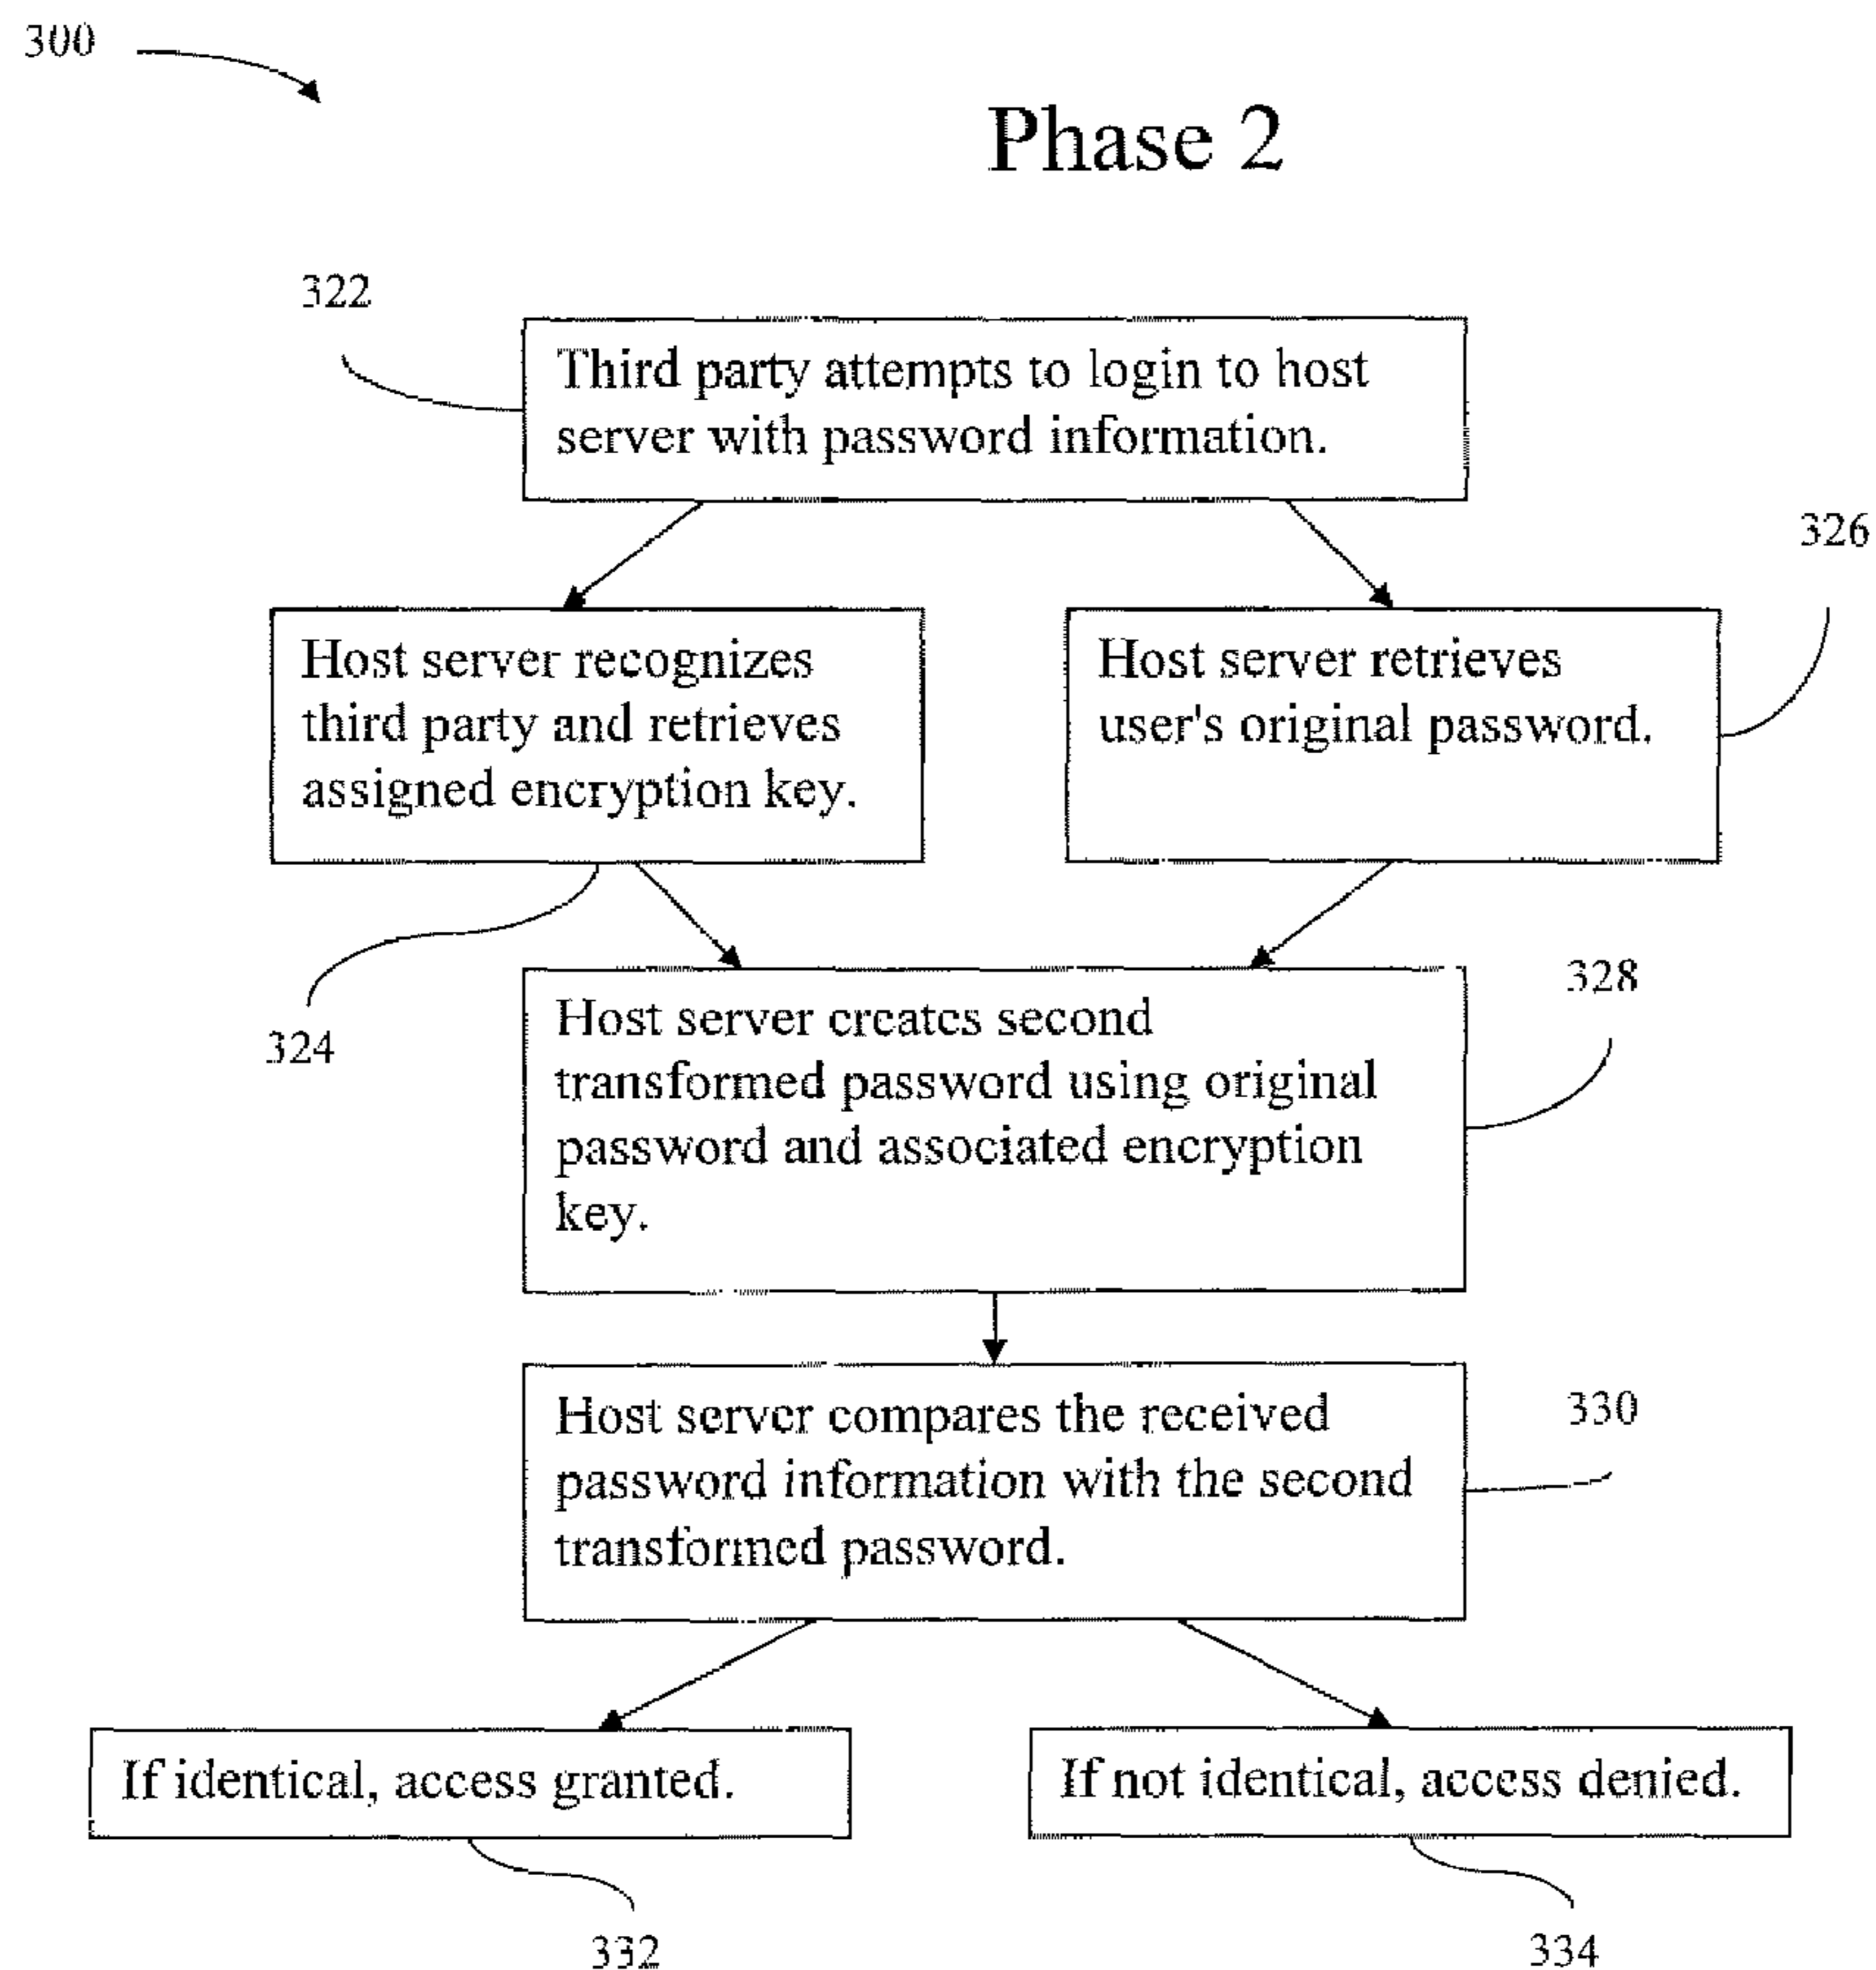 300
Phase 2
322
Third party attempts to login to host
server with password information.
326
Host server recognizes
third party and retrieves
assigned encryption key.
Host server retrieves
user's original password.
324
328
Host server creates second
transformed password using original
password and associated encryption
key.
330
Host server compares the received
password information with the second
transformed password.
If identical, access granted.
If not identical, access denied.
332
334